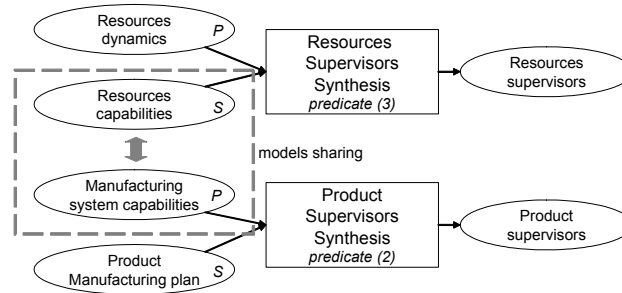 Resources
dynamics
P
Resources
capabilities
S
models sharing
Manufacturing
system capabilities
P
Product
Manufacturing plan
S
Resources
Supervisors
Synthesis
predicate (3)
Resources
supervisors
Product
Supervisors
Synthesis
predicate (2)
Product
supervisors